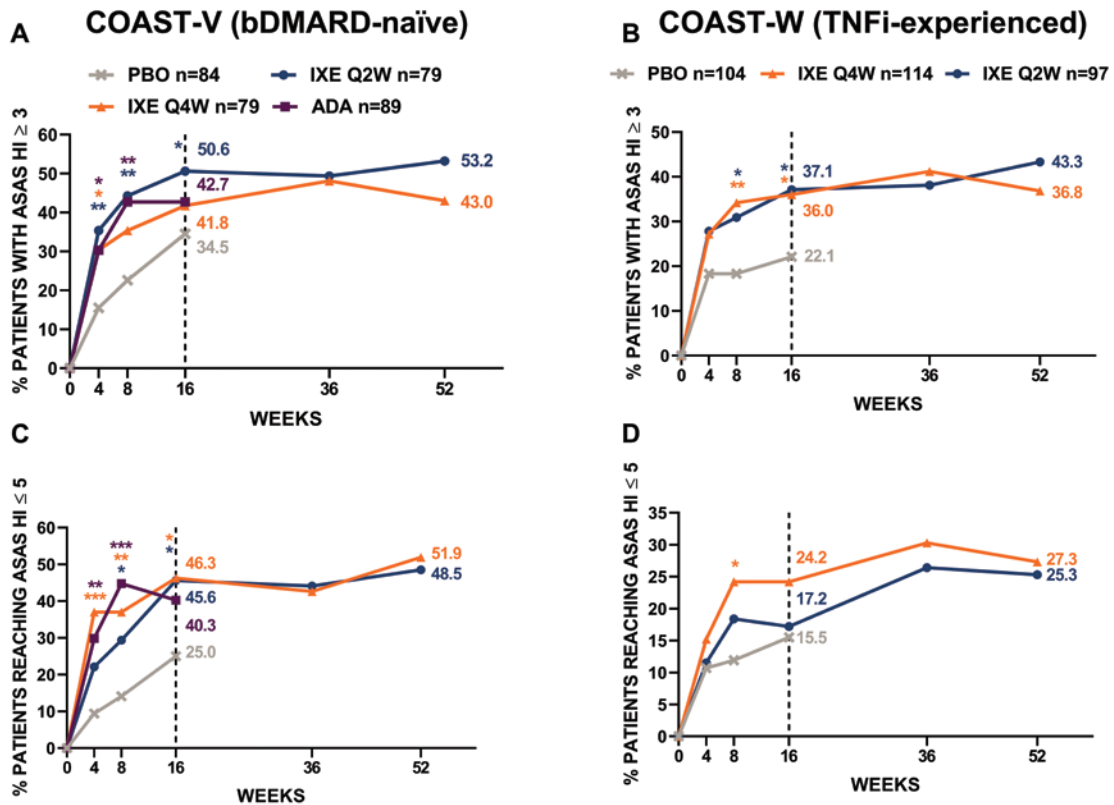 A
COAST-V (bDMARD-naïve)
PBO n=84
IXE Q2W n=79
IXE Q4W n=79
ADA n=89
% PATIENTS WITH ASAS HI ≥ 3
60
50
40
30
20
10
0
* ** *
* ** 50.6
* 53.2
** 42.7
43.0
41.8
34.5
0 4 8 16 36 52
WEEKS
B
COAST-W (TNFi-experienced)
PBO n=104
IXE Q4W n=114
IXE Q2W n=97
% PATIENTS WITH ASAS HI ≥ 3
50
40
30
20
10
0
* *
** *
37.1
43.3
36.0
36.8
22.1
0 4 8 16 36 52
WEEKS
C
% PATIENTS REACHING ASAS HI ≤ 5
60
50
40
30
20
10
0
*** *
** ** *
*** *
46.3
51.9
45.6
48.5
40.3
25.0
0 4 8 16 36 52
WEEKS
D
% PATIENTS REACHING ASAS HI ≤ 5
35
30
25
20
15
10
5
0
*
24.2
27.3
17.2
25.3
15.5
0 4 8 16 36 52
WEEKS